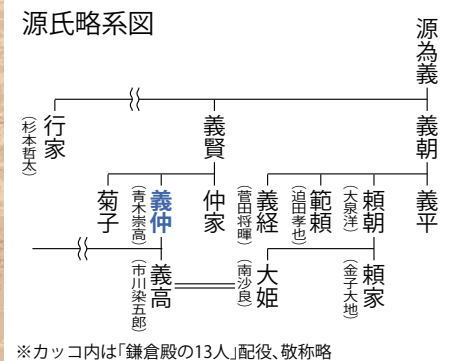 源氏略系図
源為義
義朝
義賢
行家
(杉本哲太)
義平
頼朝
(大泉洋)
範頼
(迫田孝也)
義経
(菅田将暉)
仲家
義仲
(青木崇高)
菊子
頼家
(金子大地)
大姫
(南沙良)
義高
(市川染五郎)
※カッコ内は「鎌倉殿の13人」配役、敬称略